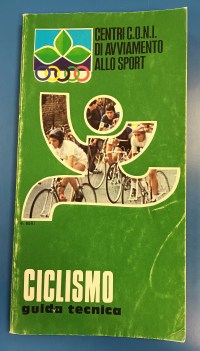 CENTRI C.O.N.I.
DI AVVIAMENTO
ALLO SPORT
CICLISMO
guida tecnica